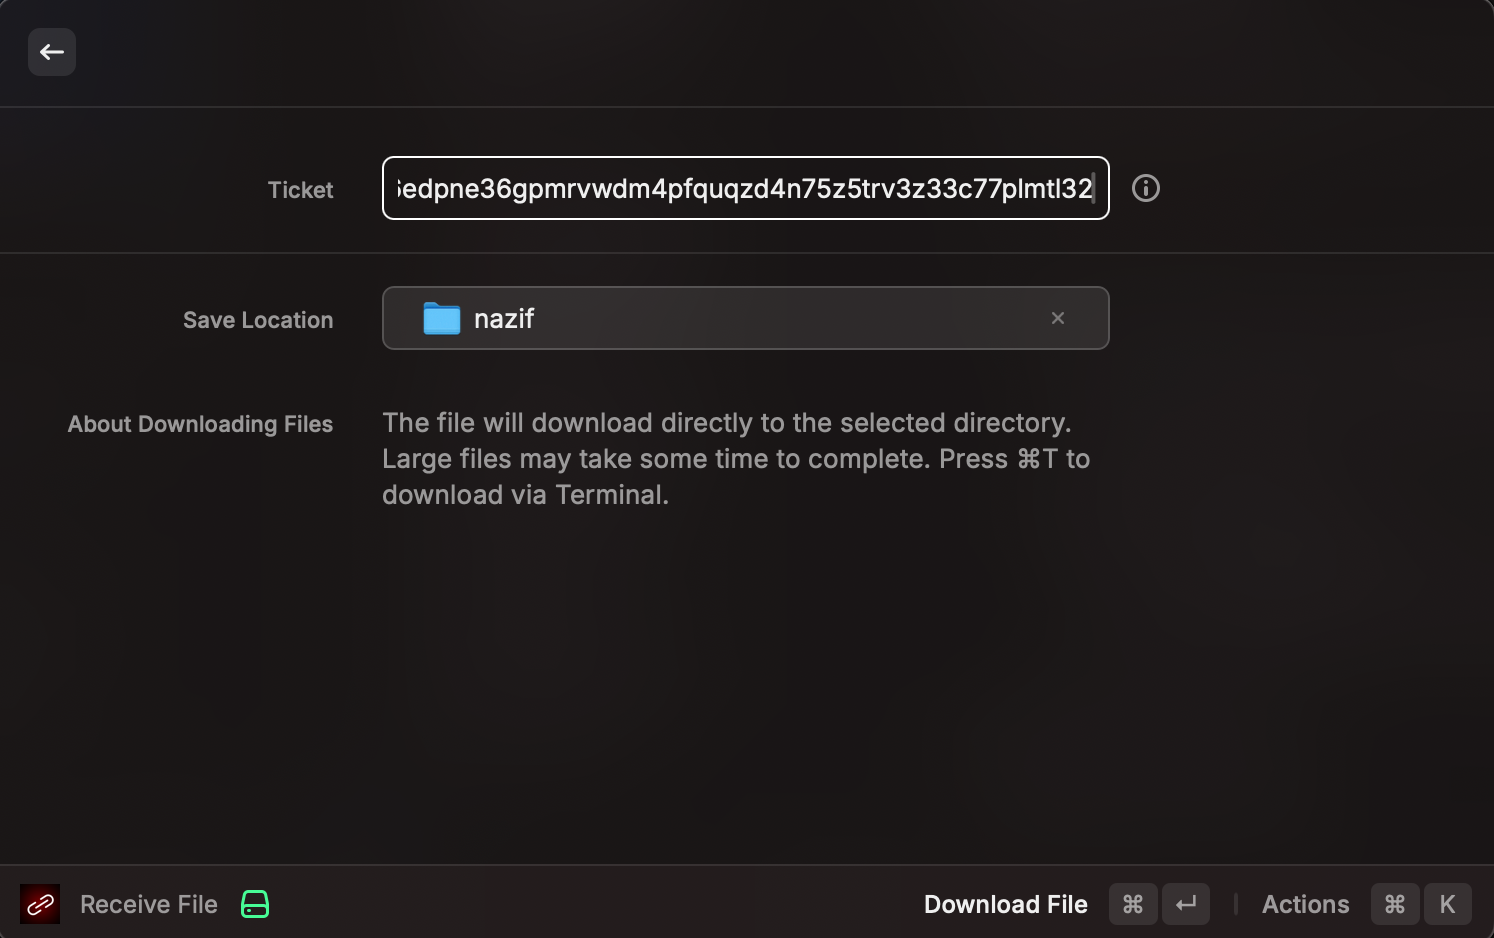 Ticket
edpne36gpmrvwdm4pfquqzd4n75z5trv3z33c77plmtl32
Save Location
nazif
About Downloading Files
The file will download directly to the selected directory.
Large files may take some time to complete. Press ⌘T to
download via Terminal.
Receive File
Download File ⌘ ↵
Actions ⌘ K